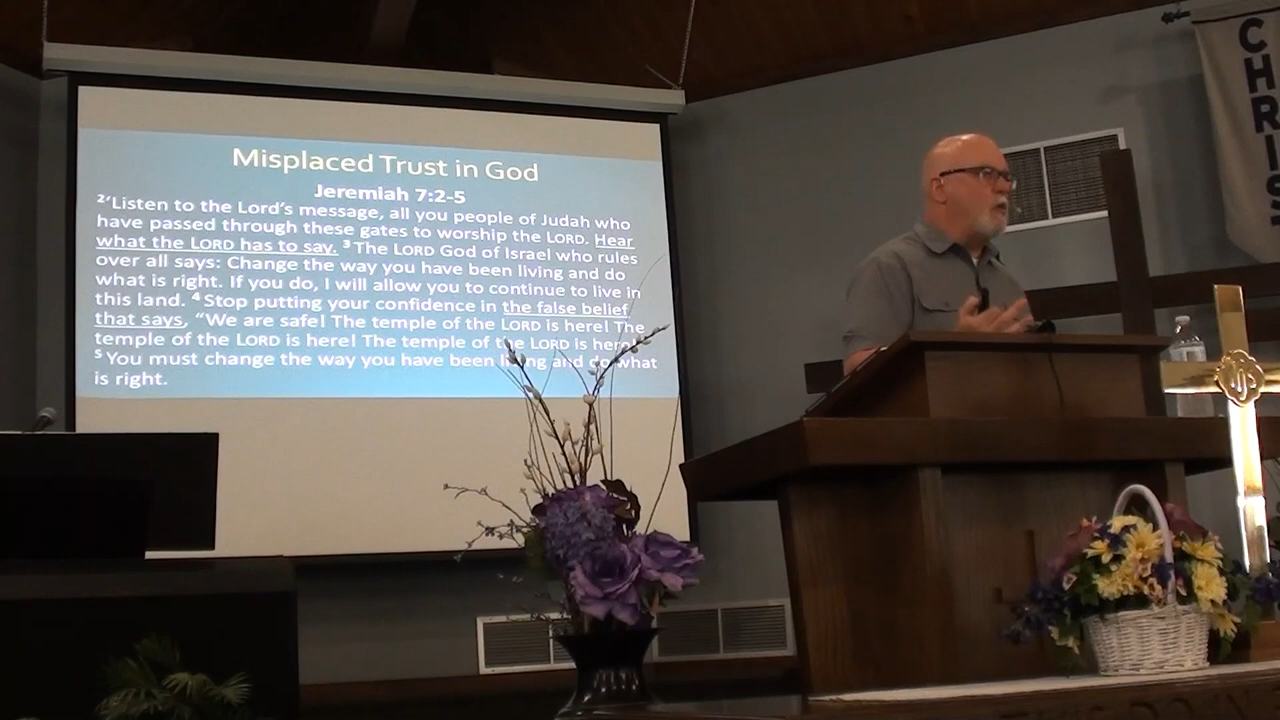 Misplaced Trust in God
Jeremiah 7:2-5
2'Listen to the Lord's message, all you people of Judah who
have passed through these gates to worship the LORD. Hear
what the LORD has to say. 3 The LORD God of Israel who rules
over all says: Change the way you have been living and do
what is right. If you do, I will allow you to continue to live in
this land. 4 Stop putting your confidence in the false belief
that says, “We are safe! The temple of the LORD is here! The
temple of the LORD is here! The temple of the LORD is here!
5 You must change the way you have been living and do what
is right.
CHRIS